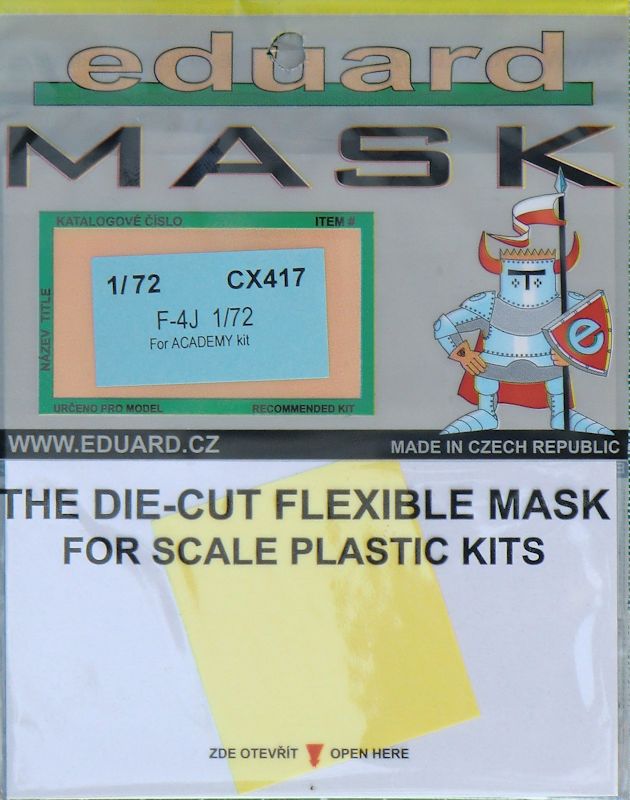 eduard
MASK
KATALOGOVÉ ČÍSLO ITEM #
NÁZEV TITLE
1/72 CX417
F-4J 1/72
For ACADEMY kit
URČENO PRO MODEL RECOMMENDED KIT
e
WWW.EDUARD.CZ MADE IN CZECH REPUBLIC
THE DIE-CUT FLEXIBLE MASK
FOR SCALE PLASTIC KITS
ZDE OTEVŘÍT OPEN HERE